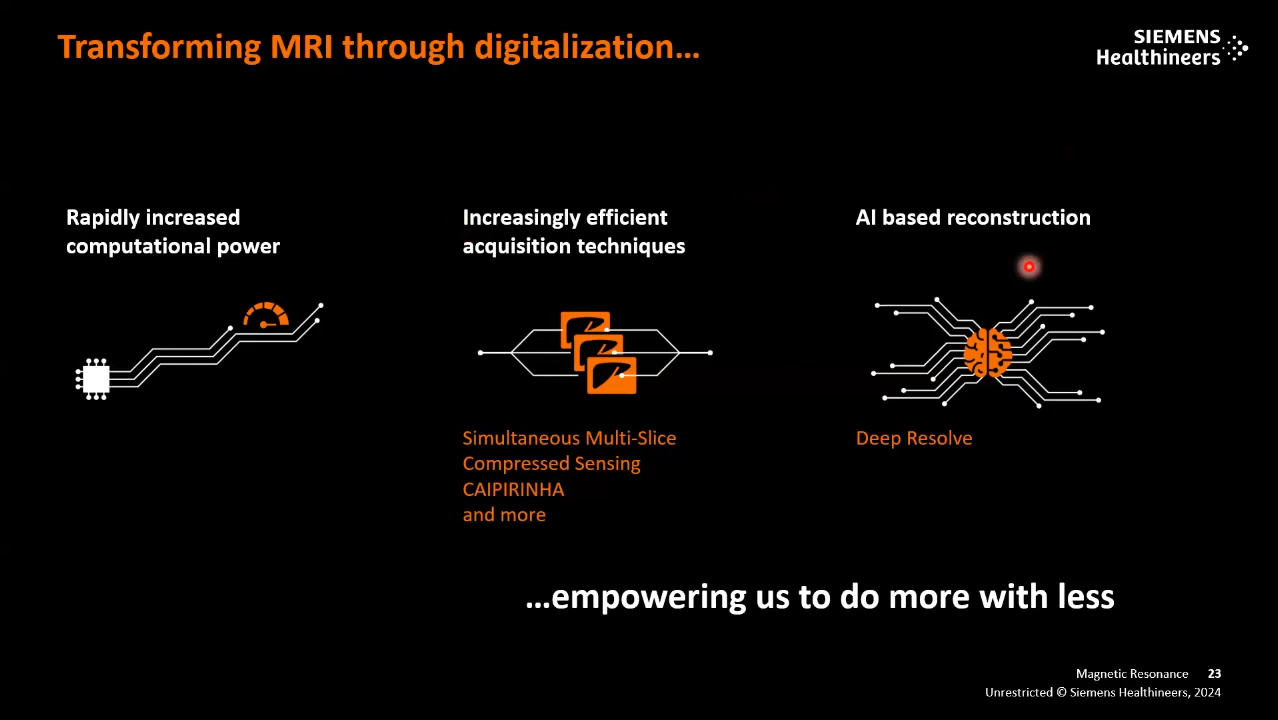 Transforming MRI through digitalization…
SIEMENS
Healthineers
Rapidly increased
computational power
Increasingly efficient
acquisition techniques
AI based reconstruction
Simultaneous Multi-Slice
Compressed Sensing
CAIPIRINHA
and more
Deep Resolve
…empowering us to do more with less
Magnetic Resonance 23
Unrestricted © Siemens Healthineers, 2024